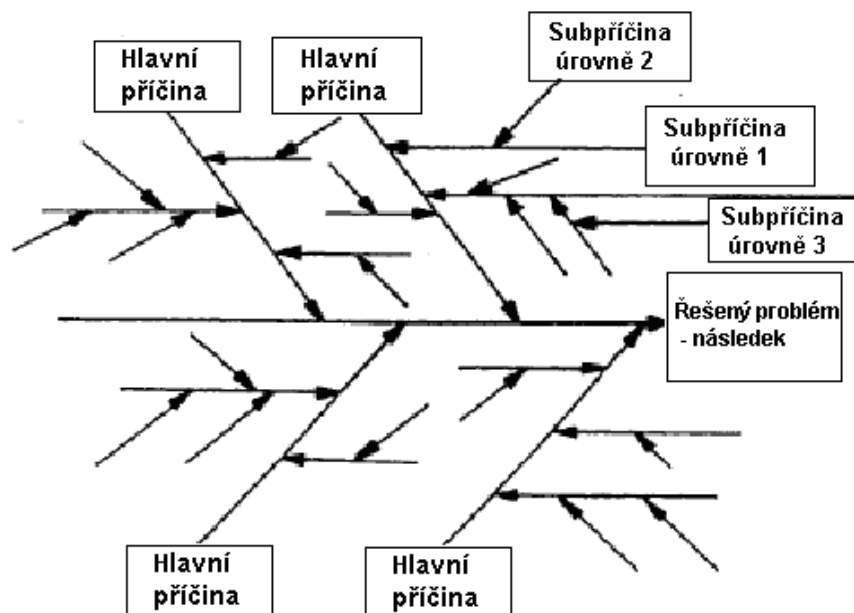 Hlavní
příčina
Hlavní
příčina
Subpříčina
úrovně 2
Subpříčina
úrovně 1
Subpříčina
úrovně 3
Řešený problém
- následek
Hlavní
příčina
Hlavní
příčina